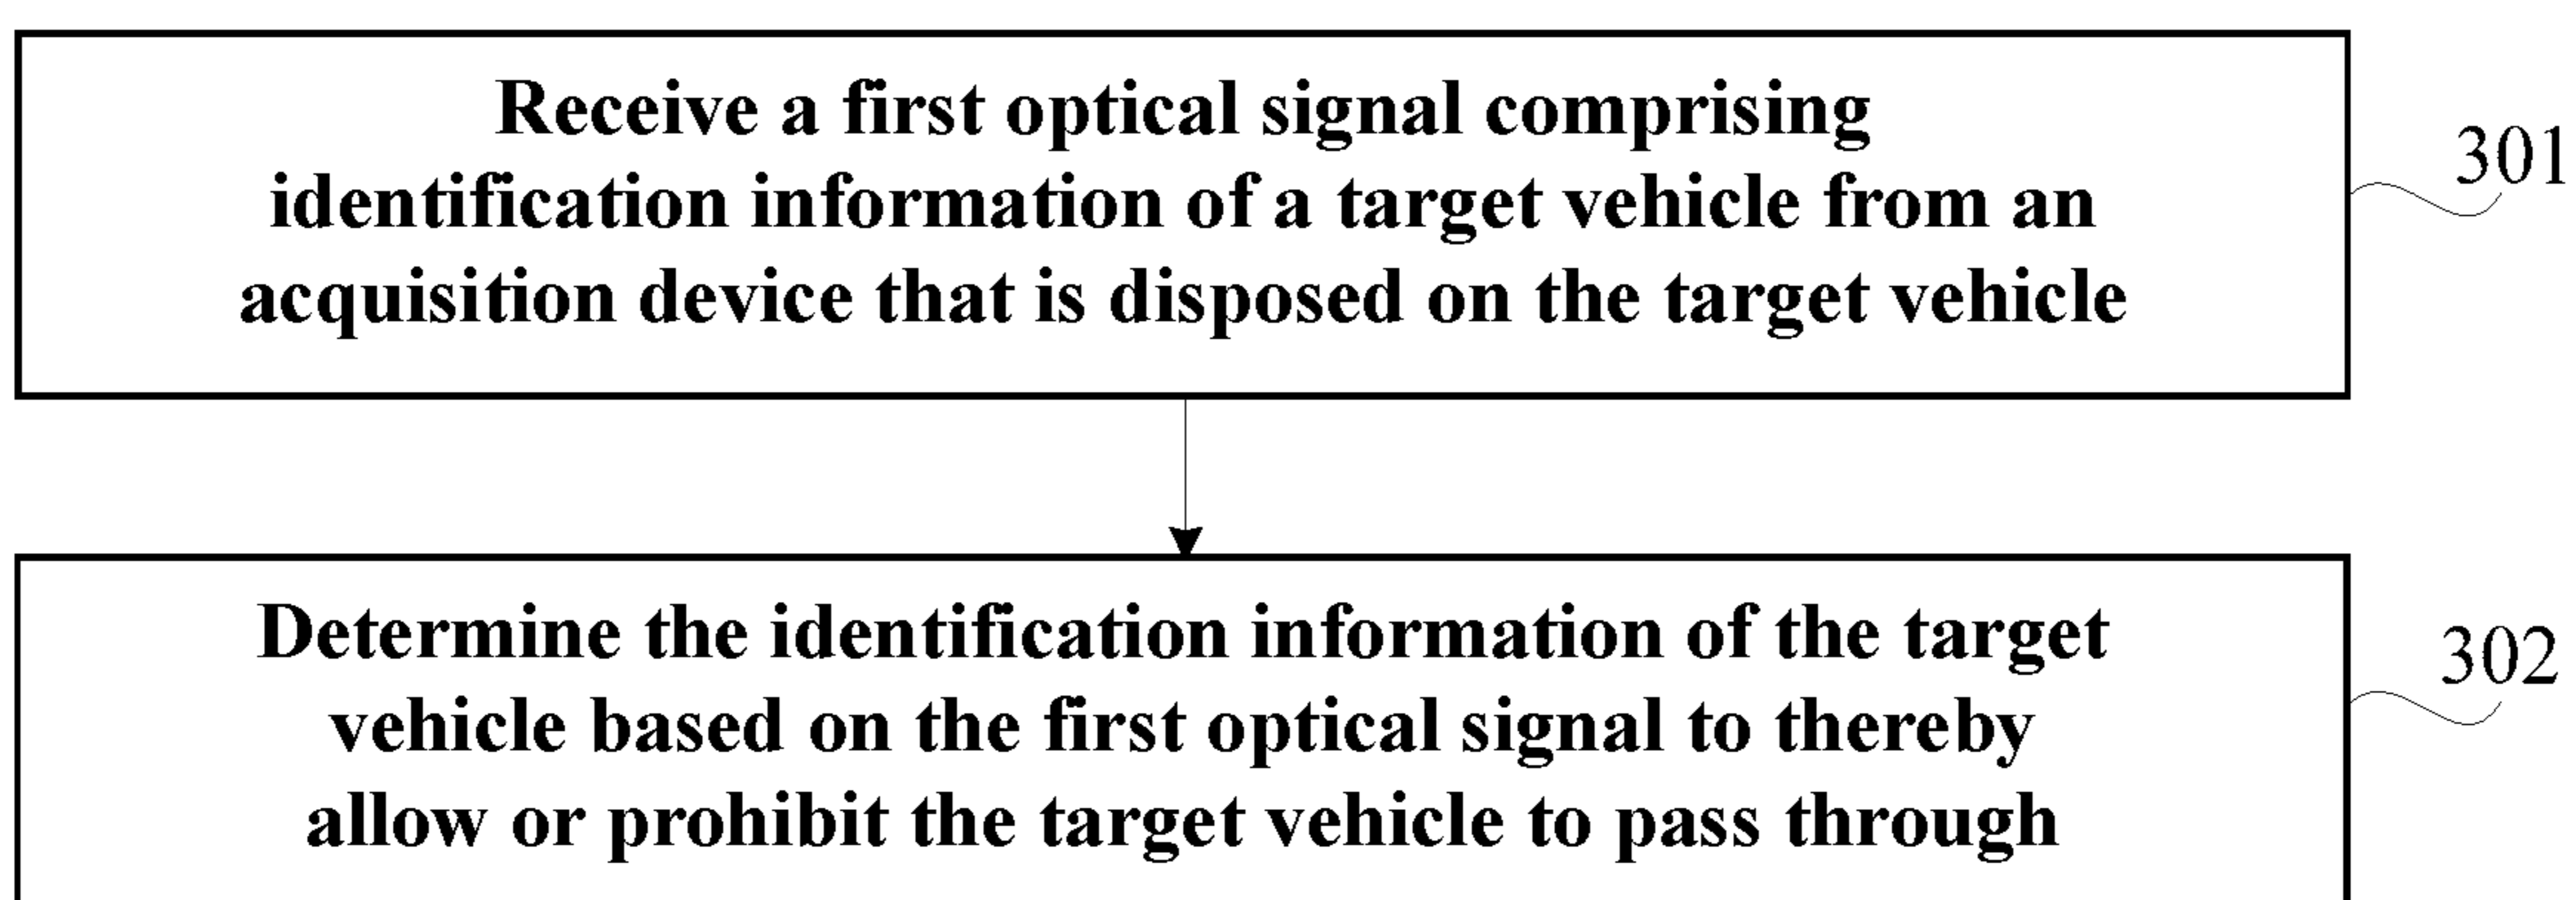 Receive a first optical signal comprising
identification information of a target vehicle from an
acquisition device that is disposed on the target vehicle
301
Determine the identification information of the target
vehicle based on the first optical signal to thereby
allow or prohibit the target vehicle to pass through
302